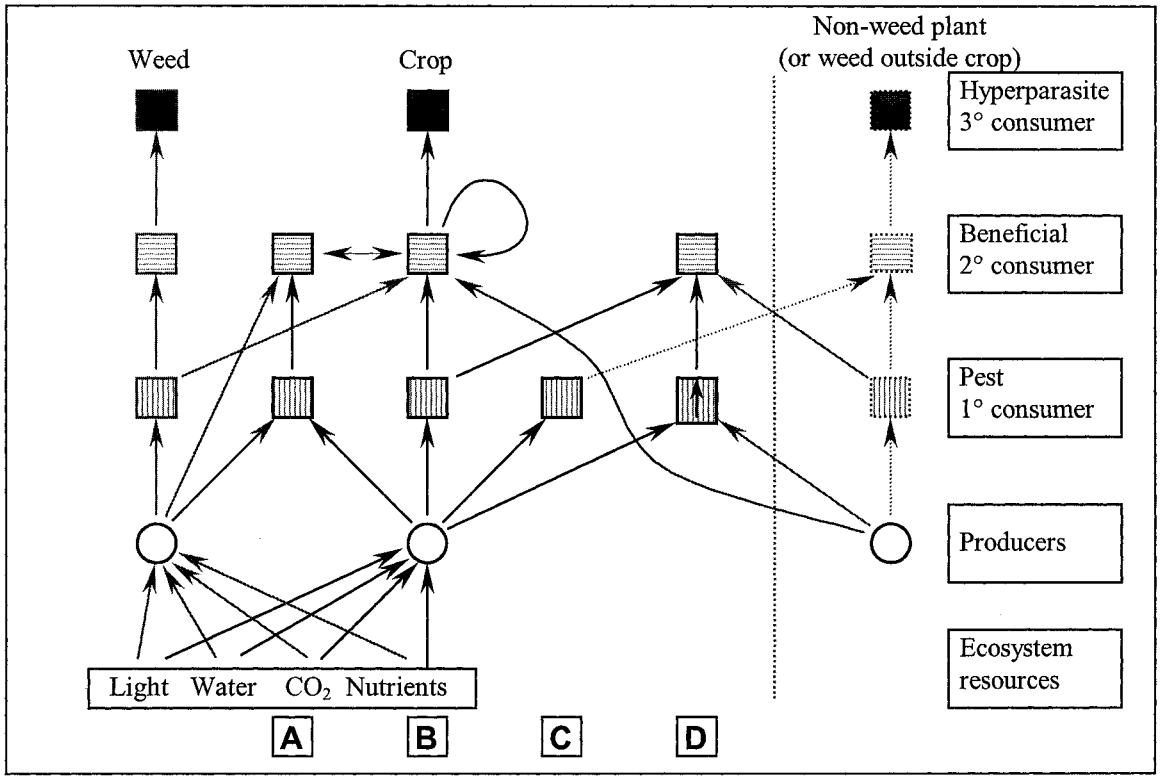 Non-weed plant
(or weed outside crop)
Weed
Crop
Hyperparasite
3° consumer
Beneficial
2° consumer
Pest
1° consumer
Producers
Ecosystem
resources
Light Water CO₂ Nutrients
A B C D